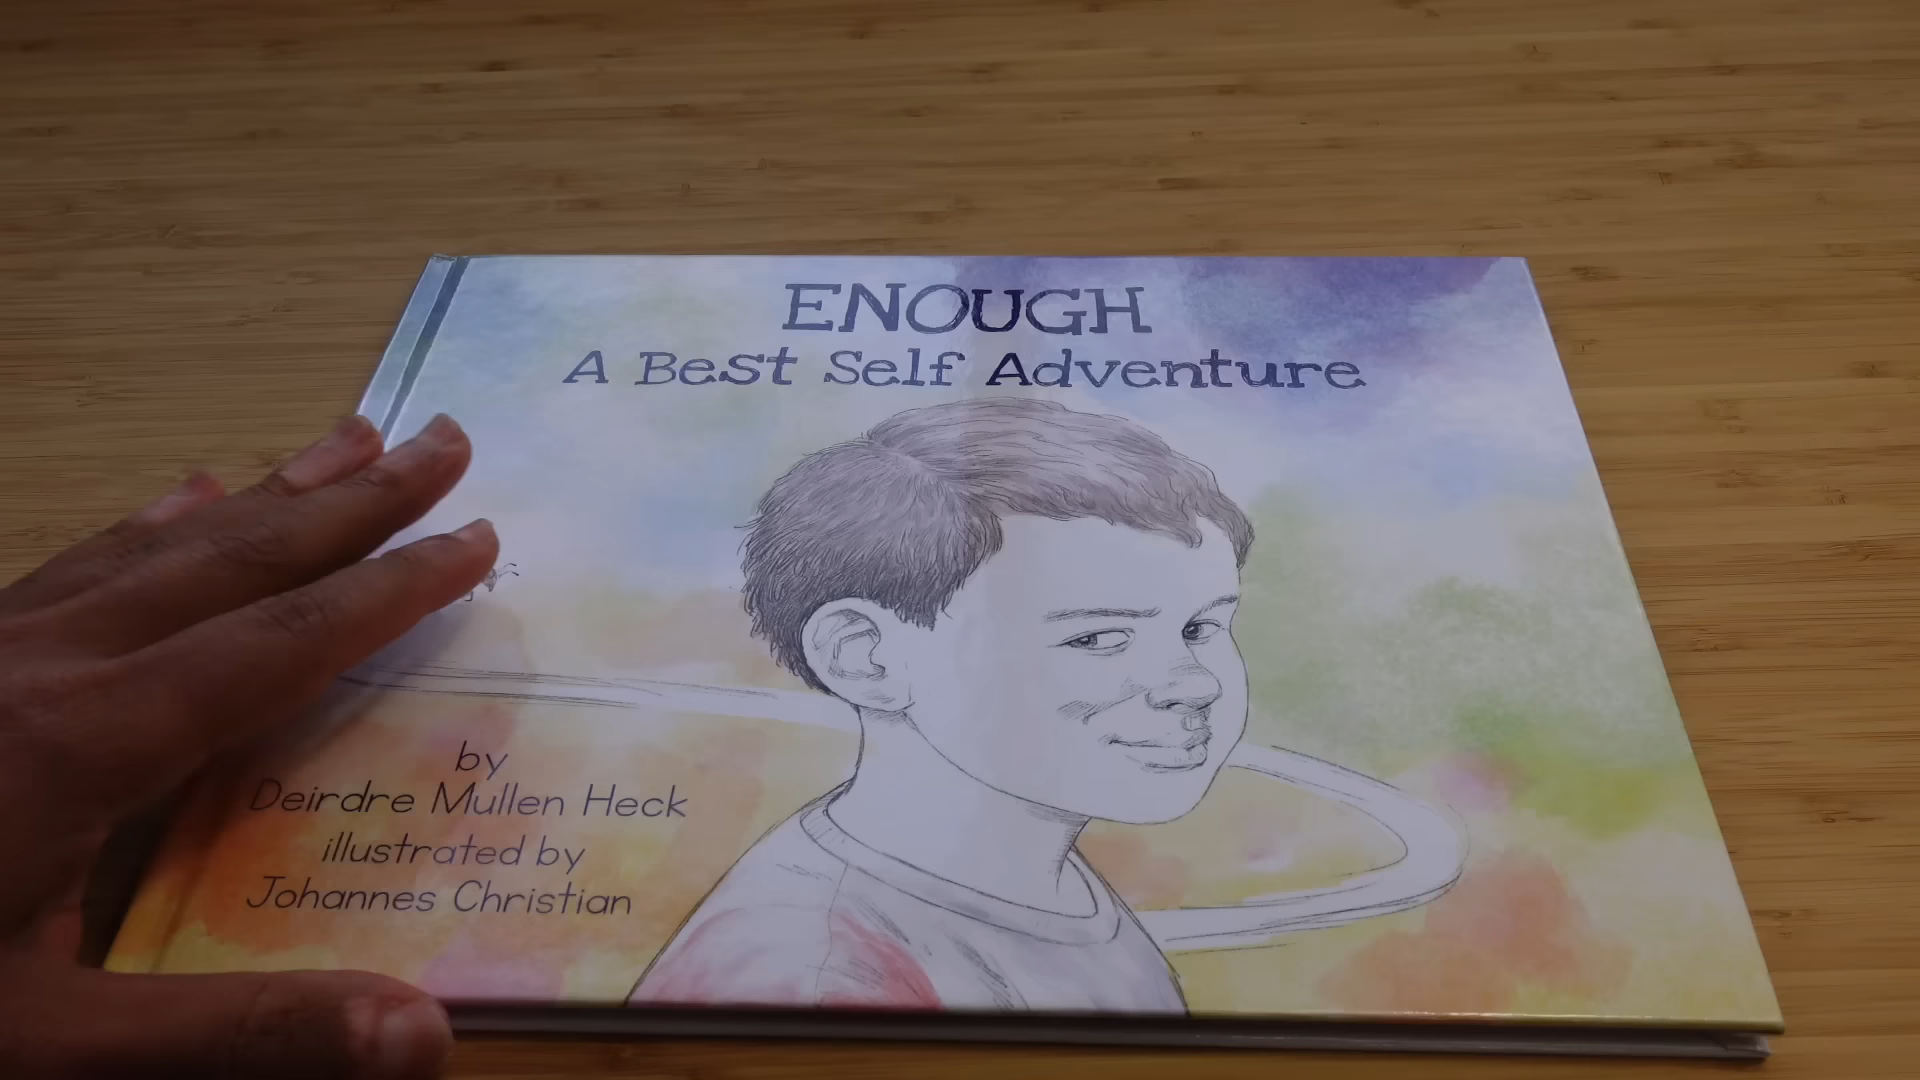 ENOUGH
A Best Self Adventure
by
Deirdre Mullen Heck
illustrated by
Johannes Christian